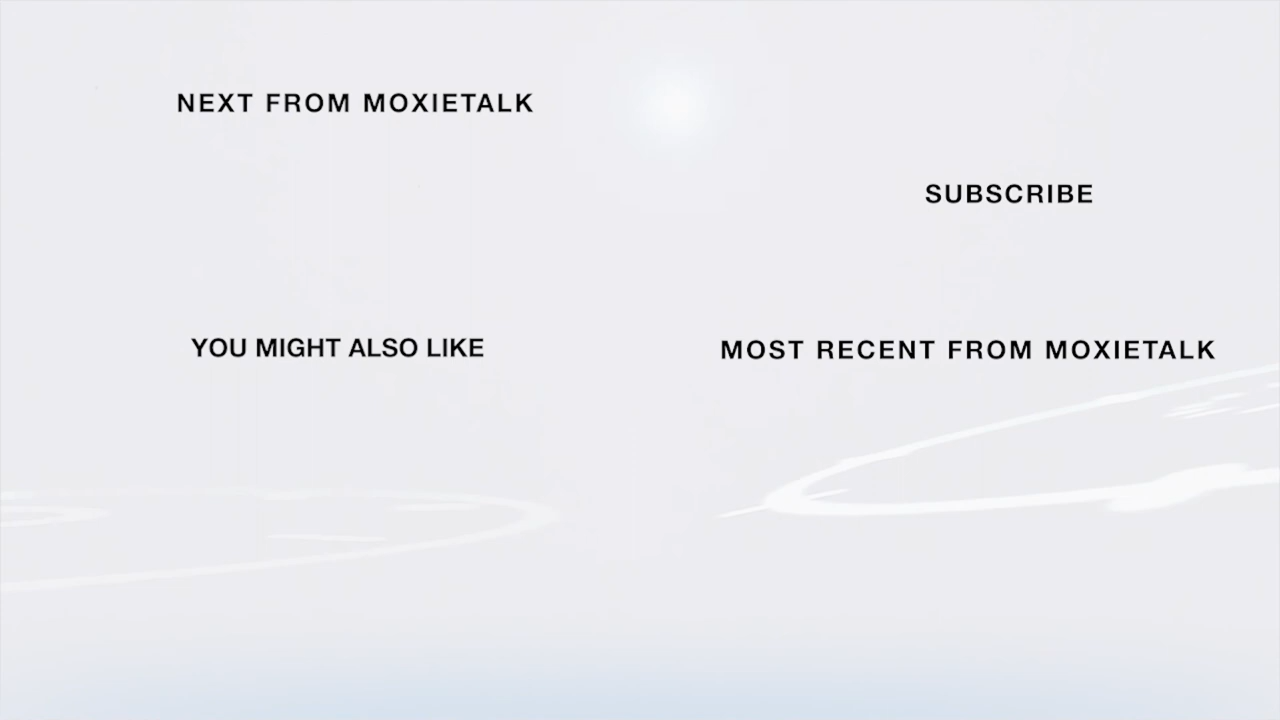 NEXT FROM MOXIETALK
SUBSCRIBE
YOU MIGHT ALSO LIKE
MOST RECENT FROM MOXIETALK